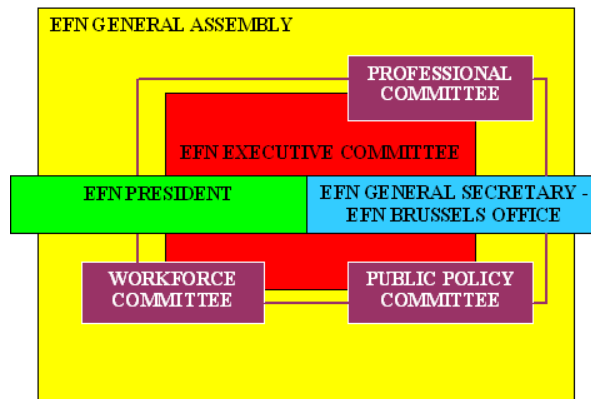 EFN GENERAL ASSEMBLY
PROFESSIONAL
COMMITTEE
EFN EXECUTIVE COMMITTEE
EFN PRESIDENT
EFN GENERAL SECRETARY -
EFN BRUSSELS OFFICE
WORKFORCE
COMMITTEE
PUBLIC POLICY
COMMITTEE